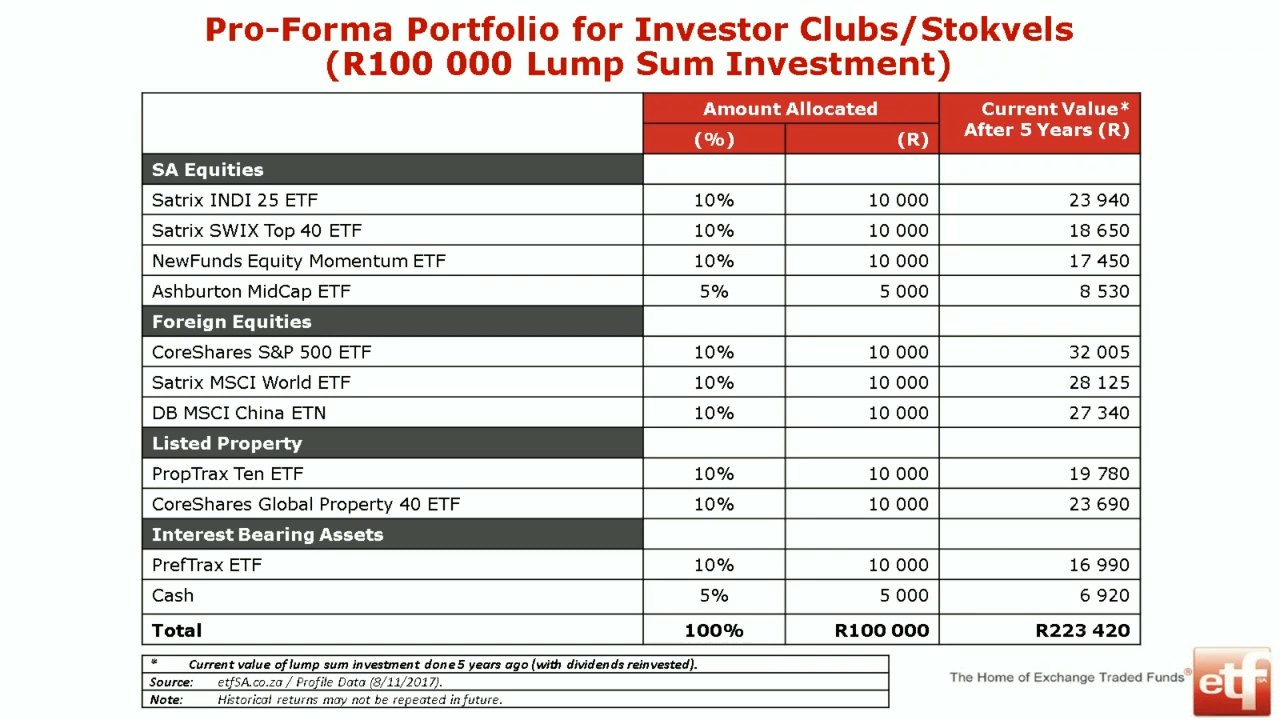 Pro-Forma Portfolio for Investor Clubs/Stokvels
(R100 000 Lump Sum Investment)
Amount Allocated Current Value*
After 5 Years (R)
(%) (R)
SA Equities
Satrix INDI 25 ETF 10% 10 000 23 940
Satrix SWIX Top 40 ETF 10% 10 000 18 650
NewFunds Equity Momentum ETF 10% 10 000 17 450
Ashburton MidCap ETF 5% 5 000 8 530
Foreign Equities
CoreShares S&P 500 ETF 10% 10 000 32 005
Satrix MSCI World ETF 10% 10 000 28 125
DB MSCI China ETN 10% 10 000 27 340
Listed Property
PropTrax Ten ETF 10% 10 000 19 780
CoreShares Global Property 40 ETF 10% 10 000 23 690
Interest Bearing Assets
PrefTrax ETF 10% 10 000 16 990
Cash 5% 5 000 6 920
Total 100% R100 000 R223 420
* Current value of lump sum investment done 5 years ago (with dividends reinvested).
Source: etfSA.co.za / Profile Data (8/11/2017).
Note: Historical returns may not be repeated in future.
The Home of Exchange Traded Funds®
etf SA